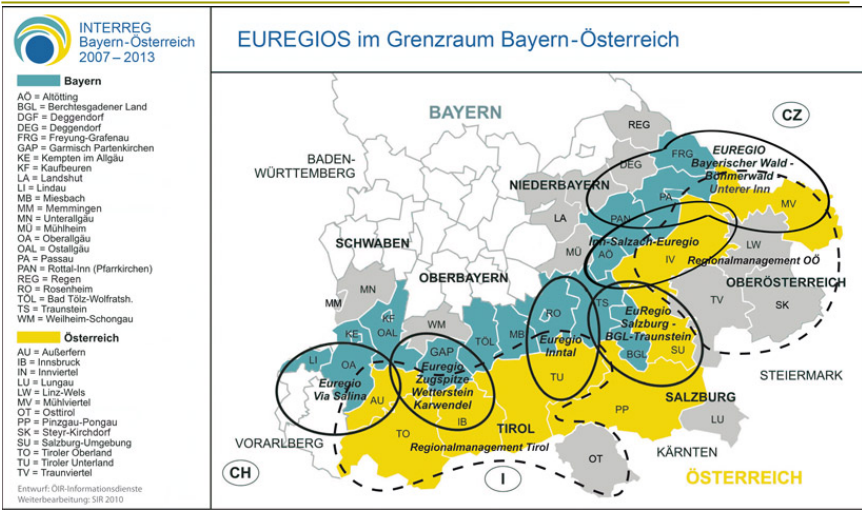 INTERREG
Bayern-Österreich
2007 – 2013
EUREGIOS im Grenzraum Bayern-Österreich
Bayern
AÖ = Altötting
BGL = Berchtesgadener Land
DGF = Deggendorf
DEG = Deggendorf
FRG = Freyung-Grafenau
GAP = Garmisch Partenkirchen
KE = Kempten im Allgäu
KF = Kaufbeuren
LA = Landshut
LI = Lindau
MB = Miesbach
MM = Memmingen
MN = Unterallgäu
MÜ = Mühlheim
OA = Oberallgäu
OAL = Ostallgäu
PA = Passau
PAN = Rottal-Inn (Pfarrkirchen)
REG = Regen
RO = Rosenheim
TÖL = Bad Tölz-Wolfratsh.
TS = Traunstein
WM = Weilheim-Schongau
Österreich
AU = Außerfern
IB = Innsbruck
IN = Innviertel
LU = Lungau
LW = Linz-Wels
MV = Mühlviertel
OT = Osttirol
PP = Pinzgau-Pongau
SK = Steyr-Kirchdorf
SU = Salzburg-Umgebung
TO = Tiroler Oberland
TU = Tiroler Unterland
TV = Traunviertel
Entwurf: ÖIR-Informationsdienste
Weiterbearbeitung: SIR 2010
BAYERN
CZ
REG
BADEN-
WÜRTTEMBERG
DEG
FRG
EUREGIO
Bayerischer Wald -
Böhmerwald -
Unterer Inn
NIEDERBAYERN
PA
MV
LA
PAN
SCHWABEN
Inn-Salzach-Euregio
LW
MÜ
AÖ
IV
Regionalmanagement OÖ
OBERBAYERN
OBERÖSTERREICH
MN
MM
TV
SK
KF
OAL
KE
WM
TÖL
MB
RO
TS
EuRegio
Salzburg -
BGL-Traunstein
Euregio
Inntal
LI
OA
GAP
BGL
SU
Euregio
Via Salina
Euregio
Zugspitze-
Wetterstein
Karwendel
TU
STEIERMARK
AU
IB
PP
SALZBURG
LU
VORARLBERG
TO
TIROL
Regionalmanagement Tirol
KÄRNTEN
OT
CH
I
ÖSTERREICH